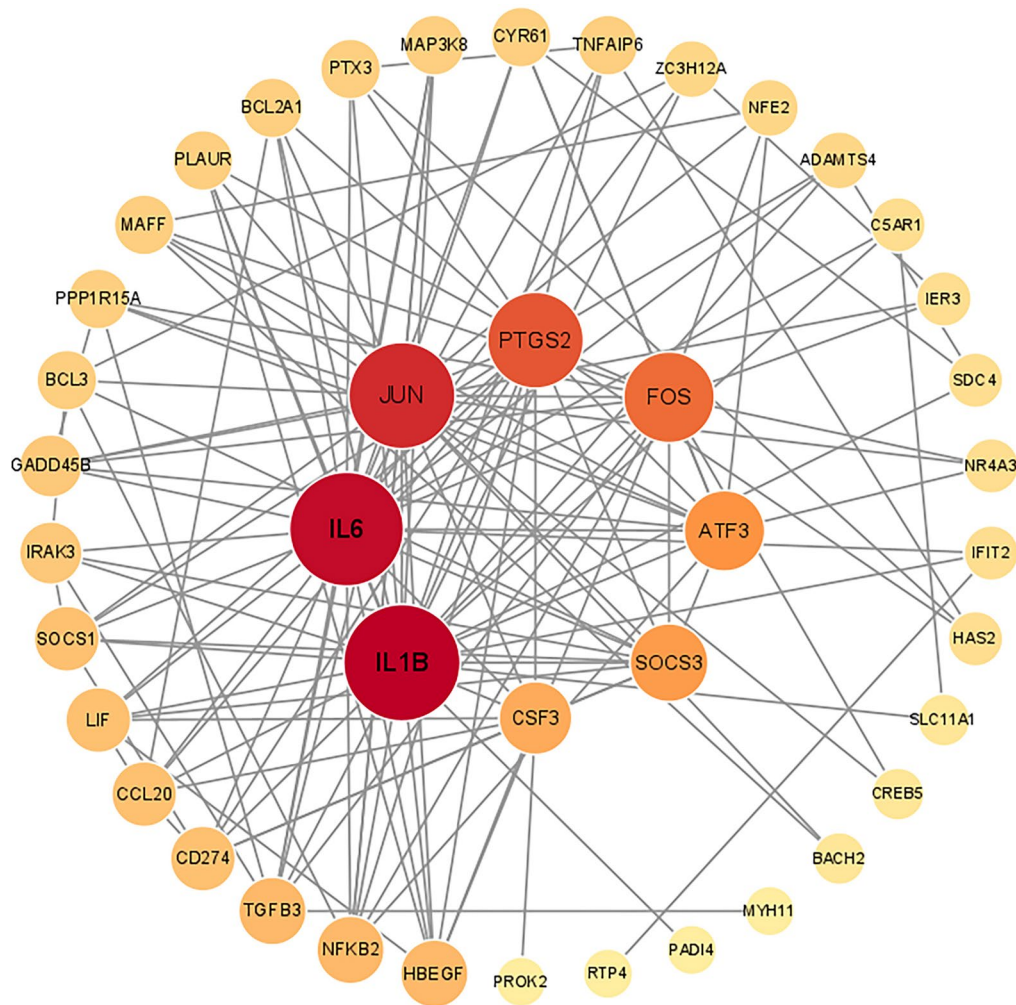 CYR61
MAP3K8
TNFAIP6
PTX3
ZC3H12A
BCL2A1
NFE2
PLAUR
ADAMTS4
MAFF
C5AR1
PPP1R15A
IER3
PTGS2
BCL3
SDC4
JUN
FOS
GADD45B
NR4A3
IL6
ATF3
IRAK3
IFIT2
SOCS1
HAS2
IL1B
SOCS3
LIF
CSF3
SLC11A1
CCL20
CREB5
CD274
BACH2
TGFB3
MYH11
NFKB2
PADI4
HBEGF
RTP4
PROK2